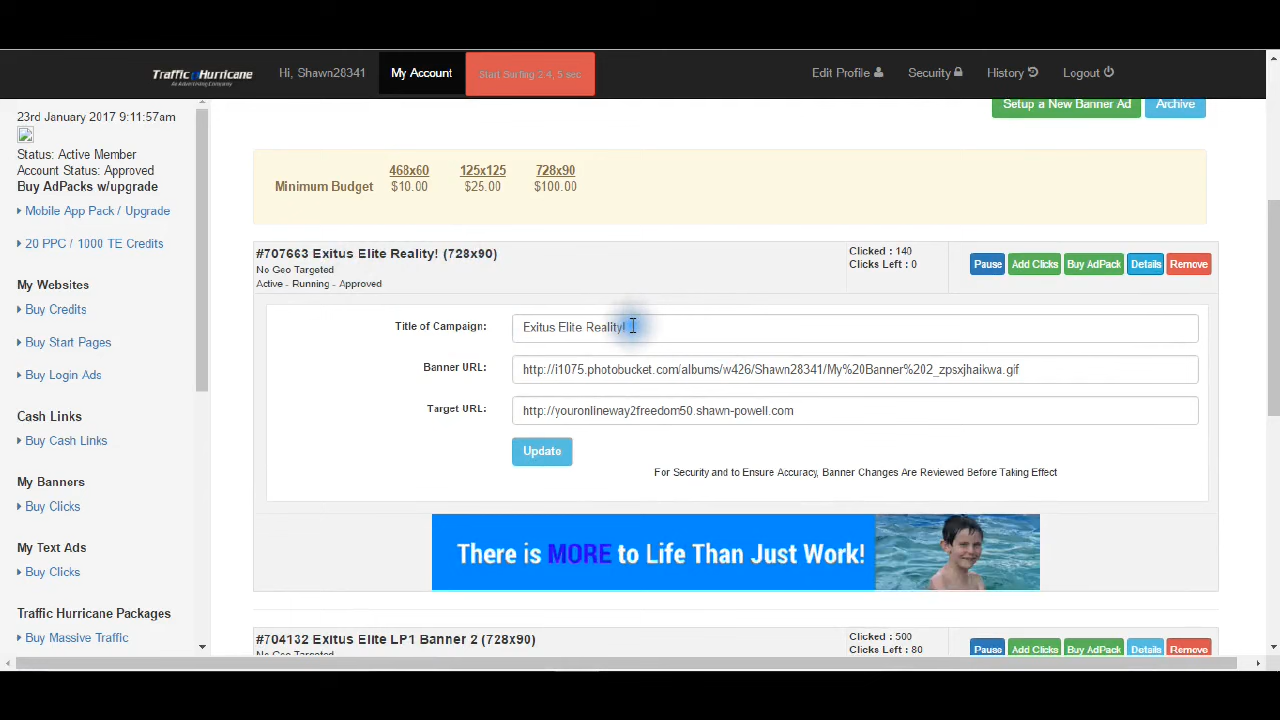 Traffic Hurricane
An Advertising Company
Hi, Shawn28341
My Account
Start Surfing 2.4, 5 sec
Edit Profile
Security
History
Logout
23rd January 2017 9:11:57am
Status: Active Member
Account Status: Approved
Buy AdPacks w/upgrade
Mobile App Pack / Upgrade
20 PPC / 1000 TE Credits
My Websites
Buy Credits
Buy Start Pages
Buy Login Ads
Cash Links
Buy Cash Links
My Banners
Buy Clicks
My Text Ads
Buy Clicks
Traffic Hurricane Packages
Buy Massive Traffic
Setup a New Banner Ad
Archive
468x60 125x125 728x90
Minimum Budget $10.00 $25.00 $100.00
#707663 Exitus Elite Reality! (728x90)
No Geo Targeted
Active - Running - Approved
Clicked : 140
Clicks Left : 0
Pause
Add Clicks
Buy AdPack
Details
Remove
Title of Campaign: Exitus Elite Reality!
Banner URL: http://i1075.photobucket.com/albums/w426/Shawn28341/My%20Banner%202_zpsxjhaikwa.gif
Target URL: http://youronlineway2freedom50.shawn-powell.com
Update
For Security and to Ensure Accuracy, Banner Changes Are Reviewed Before Taking Effect
There is MORE to Life Than Just Work!
#704132 Exitus Elite LP1 Banner 2 (728x90)
No Geo Targeted
Clicked : 500
Clicks Left : 80
Pause
Add Clicks
Buy AdPack
Details
Remove